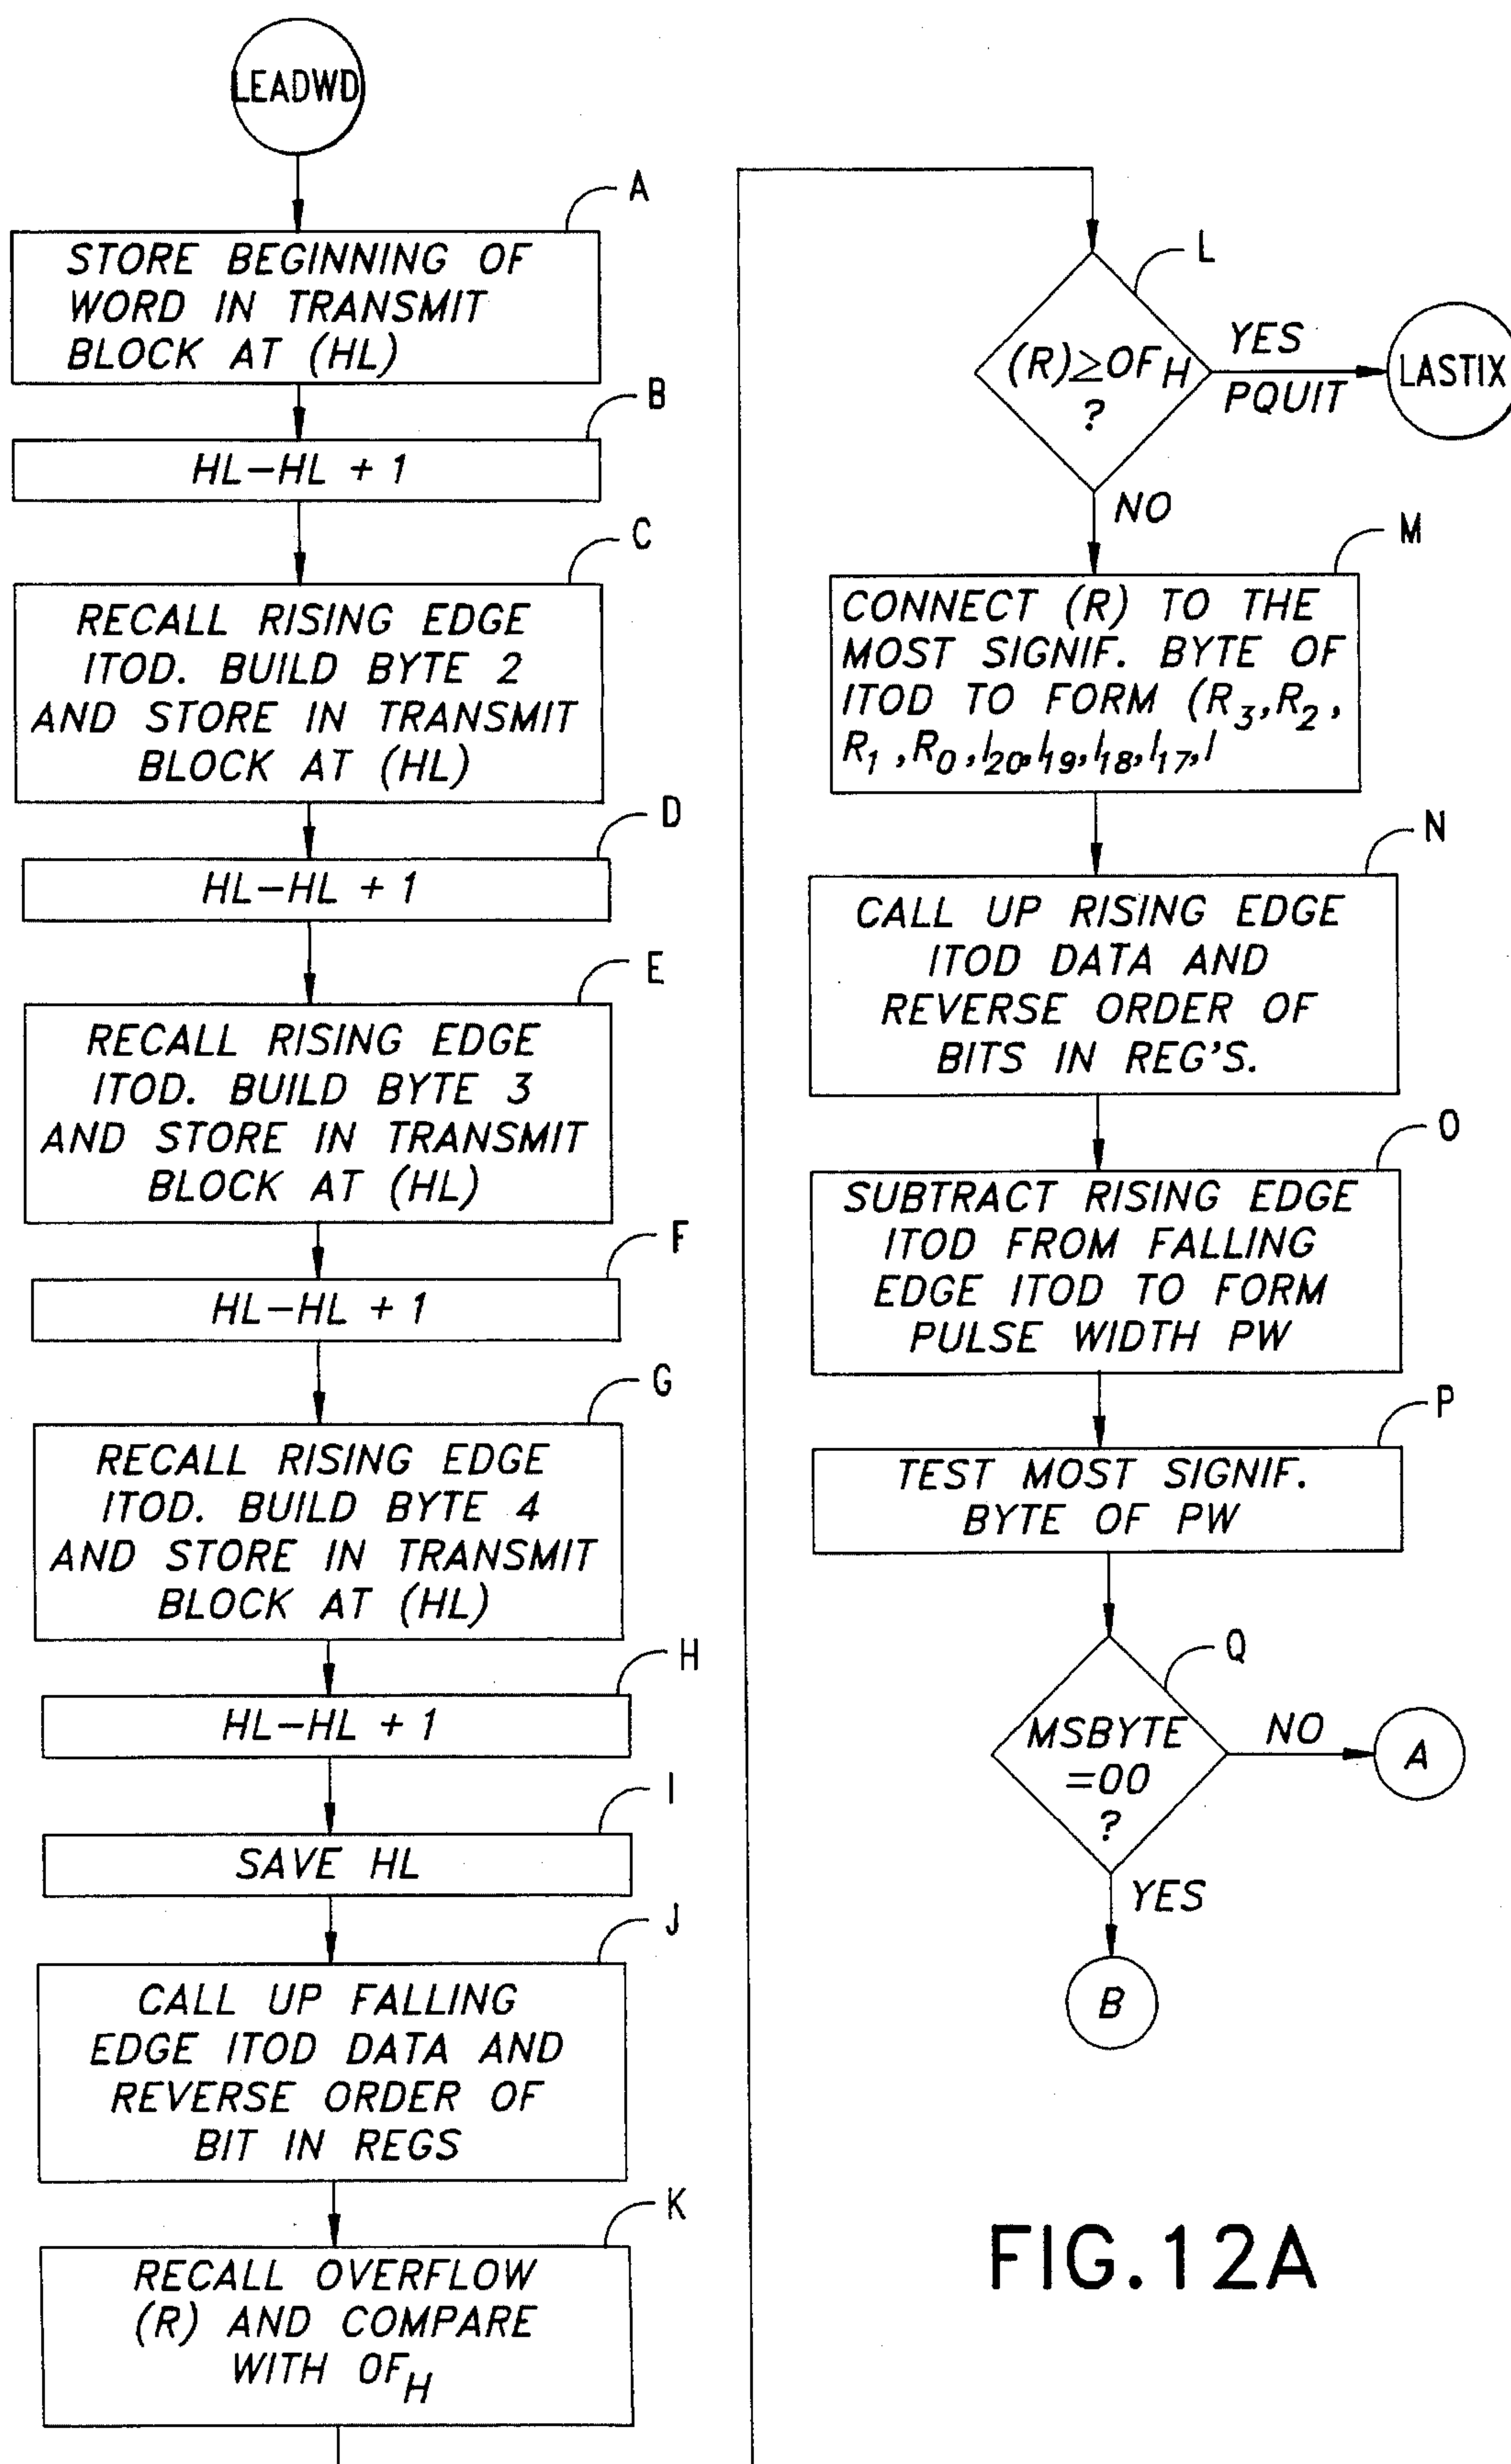 LEADWD
A
STORE BEGINNING OF
WORD IN TRANSMIT
BLOCK AT (HL)
B
HL-HL + 1
C
RECALL RISING EDGE
ITOD. BUILD BYTE 2
AND STORE IN TRANSMIT
BLOCK AT (HL)
D
HL-HL + 1
E
RECALL RISING EDGE
ITOD. BUILD BYTE 3
AND STORE IN TRANSMIT
BLOCK AT (HL)
F
HL-HL + 1
G
RECALL RISING EDGE
ITOD. BUILD BYTE 4
AND STORE IN TRANSMIT
BLOCK AT (HL)
H
HL-HL + 1
I
SAVE HL
J
CALL UP FALLING
EDGE ITOD DATA AND
REVERSE ORDER OF
BIT IN REGS
K
RECALL OVERFLOW
(R) AND COMPARE
WITH OF_H
L
(R)≥OF_H
?
YES
PQUIT
LASTIX
NO
M
CONNECT (R) TO THE
MOST SIGNIF. BYTE OF
ITOD TO FORM (R₃,R₂,
R₁,R₀,I₂₀,I₁₉,I₁₈,I₁₇,I
N
CALL UP RISING EDGE
ITOD DATA AND
REVERSE ORDER OF
BITS IN REG'S.
O
SUBTRACT RISING EDGE
ITOD FROM FALLING
EDGE ITOD TO FORM
PULSE WIDTH PW
P
TEST MOST SIGNIF.
BYTE OF PW
Q
MSBYTE
=00
?
NO
A
YES
B
FIG.12A